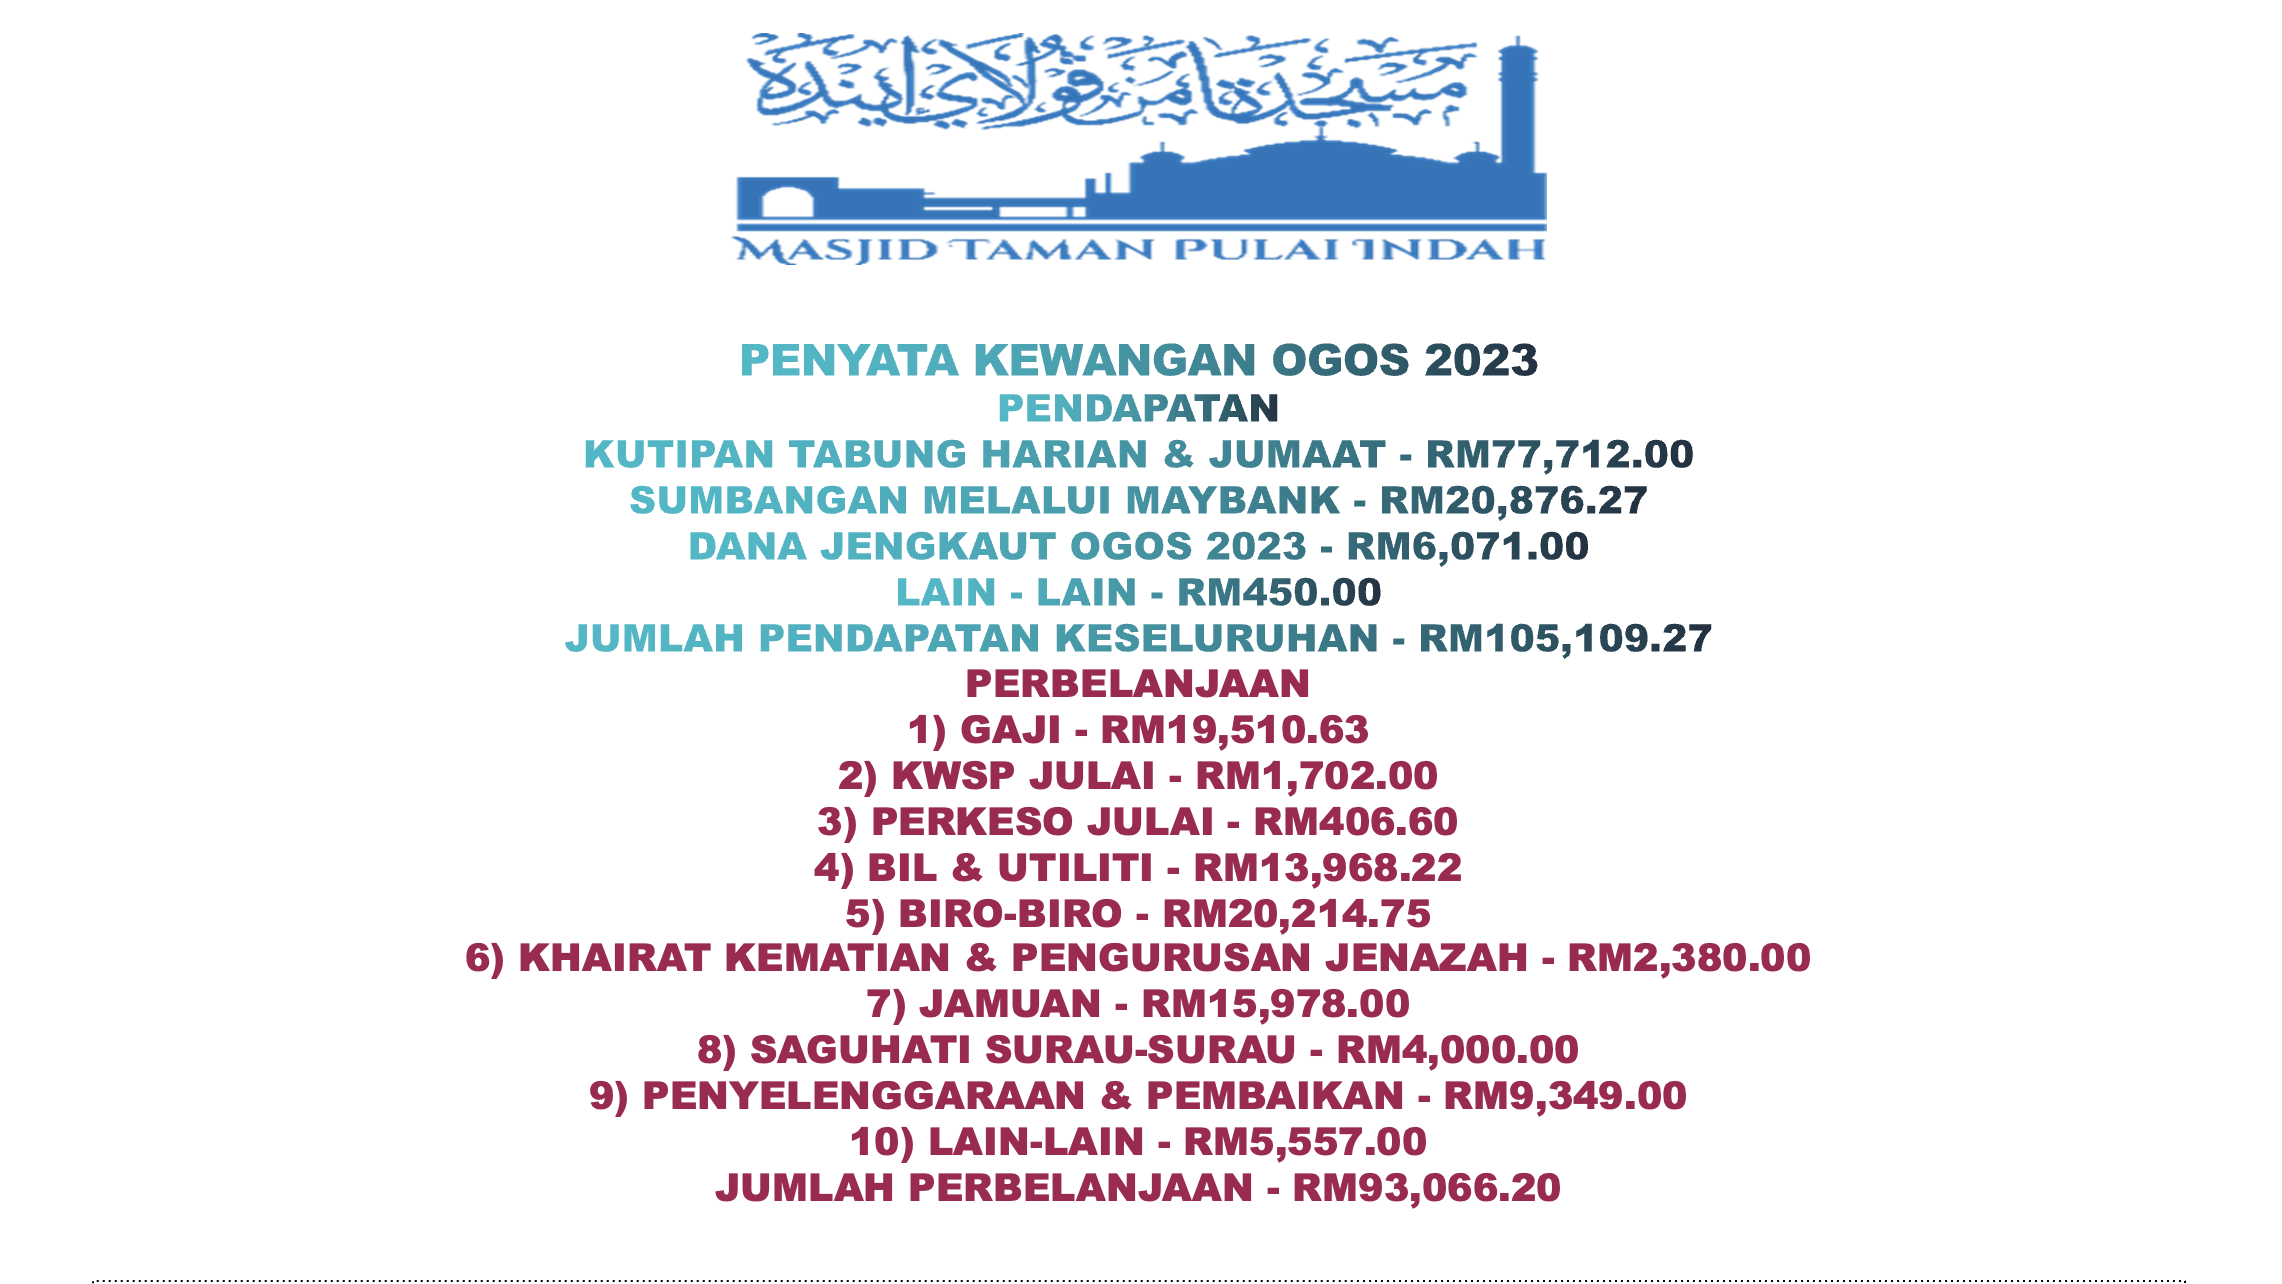 مسجد تامن ڤولاي اينده
MASJID TAMAN PULAI INDAH
PENYATA KEWANGAN OGOS 2023
PENDAPATAN
KUTIPAN TABUNG HARIAN & JUMAAT - RM77,712.00
SUMBANGAN MELALUI MAYBANK - RM20,876.27
DANA JENGKAUT OGOS 2023 - RM6,071.00
LAIN - LAIN - RM450.00
JUMLAH PENDAPATAN KESELURUHAN - RM105,109.27
PERBELANJAAN
1) GAJI - RM19,510.63
2) KWSP JULAI - RM1,702.00
3) PERKESO JULAI - RM406.60
4) BIL & UTILITI - RM13,968.22
5) BIRO-BIRO - RM20,214.75
6) KHAIRAT KEMATIAN & PENGURUSAN JENAZAH - RM2,380.00
7) JAMUAN - RM15,978.00
8) SAGUHATI SURAU-SURAU - RM4,000.00
9) PENYELENGGARAAN & PEMBAIKAN - RM9,349.00
10) LAIN-LAIN - RM5,557.00
JUMLAH PERBELANJAAN - RM93,066.20